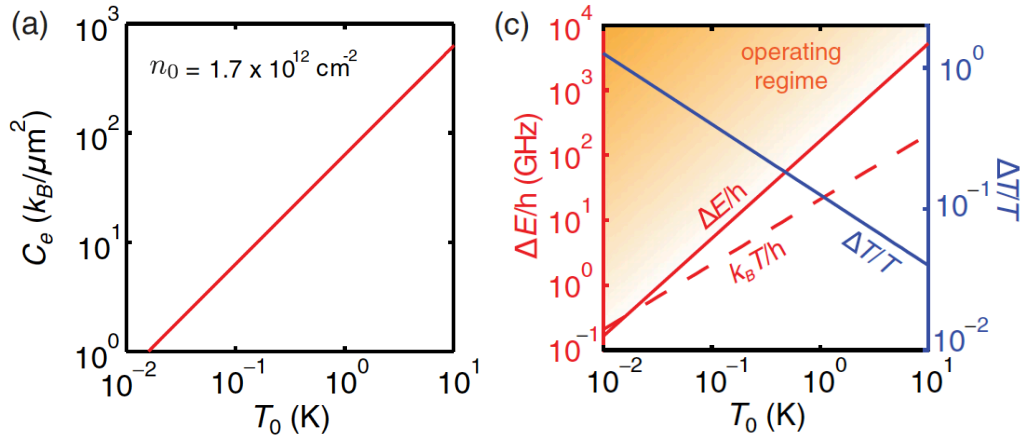 (a)
10³
n₀ = 1.7 x 10¹² cm⁻²
10²
10¹
10⁰
Cₑ (k_B/μm²)
10⁻² 10⁻¹ 10⁰ 10¹
T₀ (K)
(c)
10⁴
10³
10²
10¹
10⁰
10⁻¹
ΔE/h (GHz)
operating
regime
ΔE/h
k_BT/h
ΔT/T
10⁰
10⁻¹
10⁻²
ΔT/T
10⁻² 10⁻¹ 10⁰ 10¹
T₀ (K)